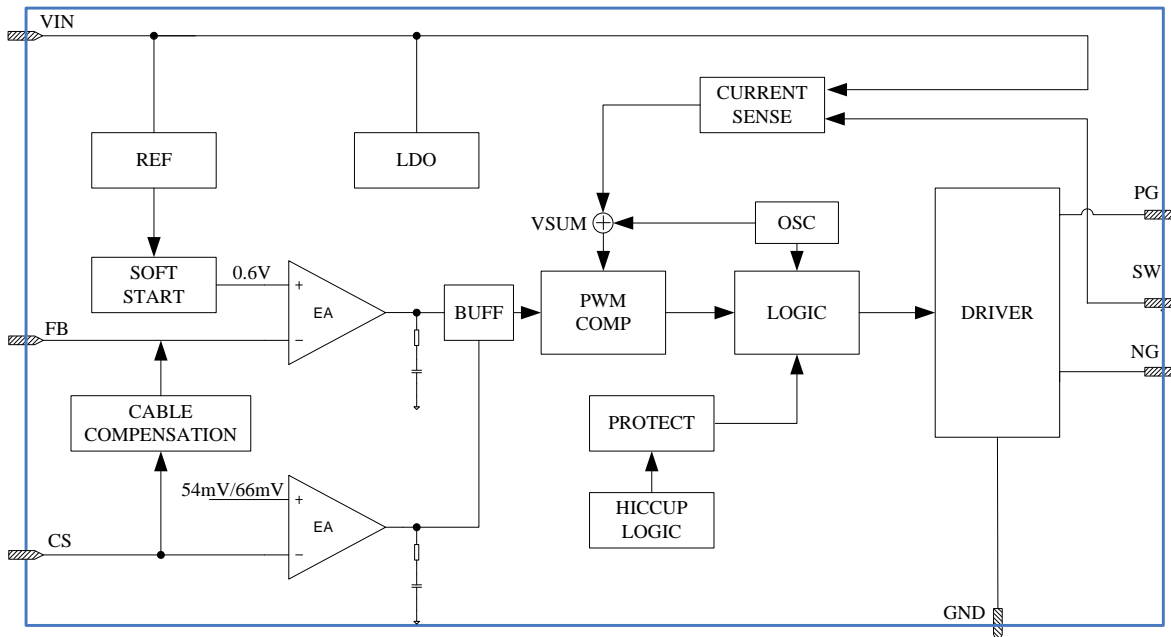 VIN
CURRENT
SENSE
REF
LDO
PG
VSUM
OSC
SOFT
START
0.6V
+
EA
−
SW
BUFF
PWM
COMP
LOGIC
DRIVER
FB
NG
CABLE
COMPENSATION
PROTECT
54mV/66mV
+
EA
−
HICCUP
LOGIC
CS
GND